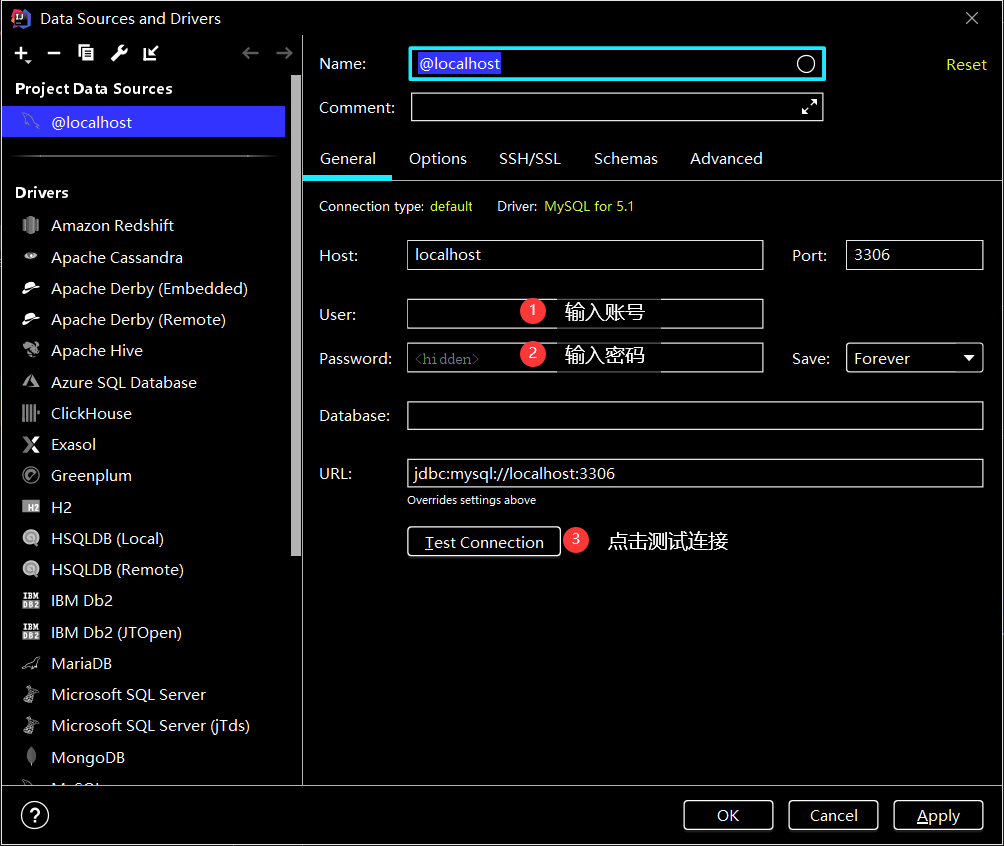 Data Sources and Drivers
Project Data Sources
@localhost
Drivers
Amazon Redshift
Apache Cassandra
Apache Derby (Embedded)
Apache Derby (Remote)
Apache Hive
Azure SQL Database
ClickHouse
Exasol
Greenplum
H2
HSQLDB (Local)
HSQLDB (Remote)
IBM Db2
IBM Db2 (JTOpen)
MariaDB
Microsoft SQL Server
Microsoft SQL Server (jTds)
MongoDB
Name: @localhost Reset
Comment:
General Options SSH/SSL Schemas Advanced
Connection type: default Driver: MySQL for 5.1
Host: localhost Port: 3306
User: 1 输入账号
Password: <hidden> 2 输入密码 Save: Forever
Database:
URL: jdbc:mysql://localhost:3306
Overrides settings above
Test Connection 3 点击测试连接
? OK Cancel Apply